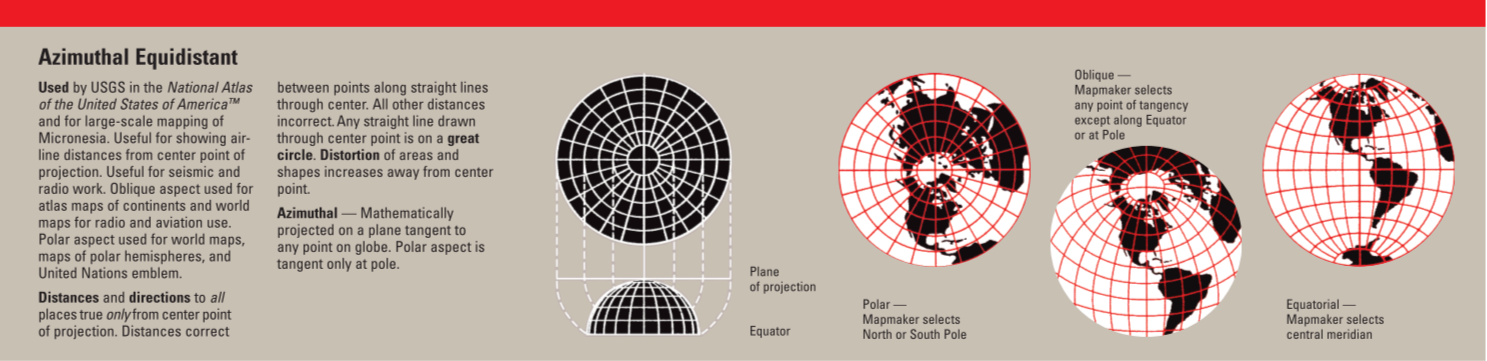 Azimuthal Equidistant
Used by USGS in the National Atlas
of the United States of America™
and for large-scale mapping of
Micronesia. Useful for showing air-
line distances from center point of
projection. Useful for seismic and
radio work. Oblique aspect used for
atlas maps of continents and world
maps for radio and aviation use.
Polar aspect used for world maps,
maps of polar hemispheres, and
United Nations emblem.
Distances and directions to all
places true only from center point
of projection. Distances correct
between points along straight lines
through center. All other distances
incorrect. Any straight line drawn
through center point is on a great
circle. Distortion of areas and
shapes increases away from center
point.
Azimuthal — Mathematically
projected on a plane tangent to
any point on globe. Polar aspect is
tangent only at pole.
Plane
of projection
Equator
Polar —
Mapmaker selects
North or South Pole
Oblique —
Mapmaker selects
any point of tangency
except along Equator
or at Pole
Equatorial —
Mapmaker selects
central meridian